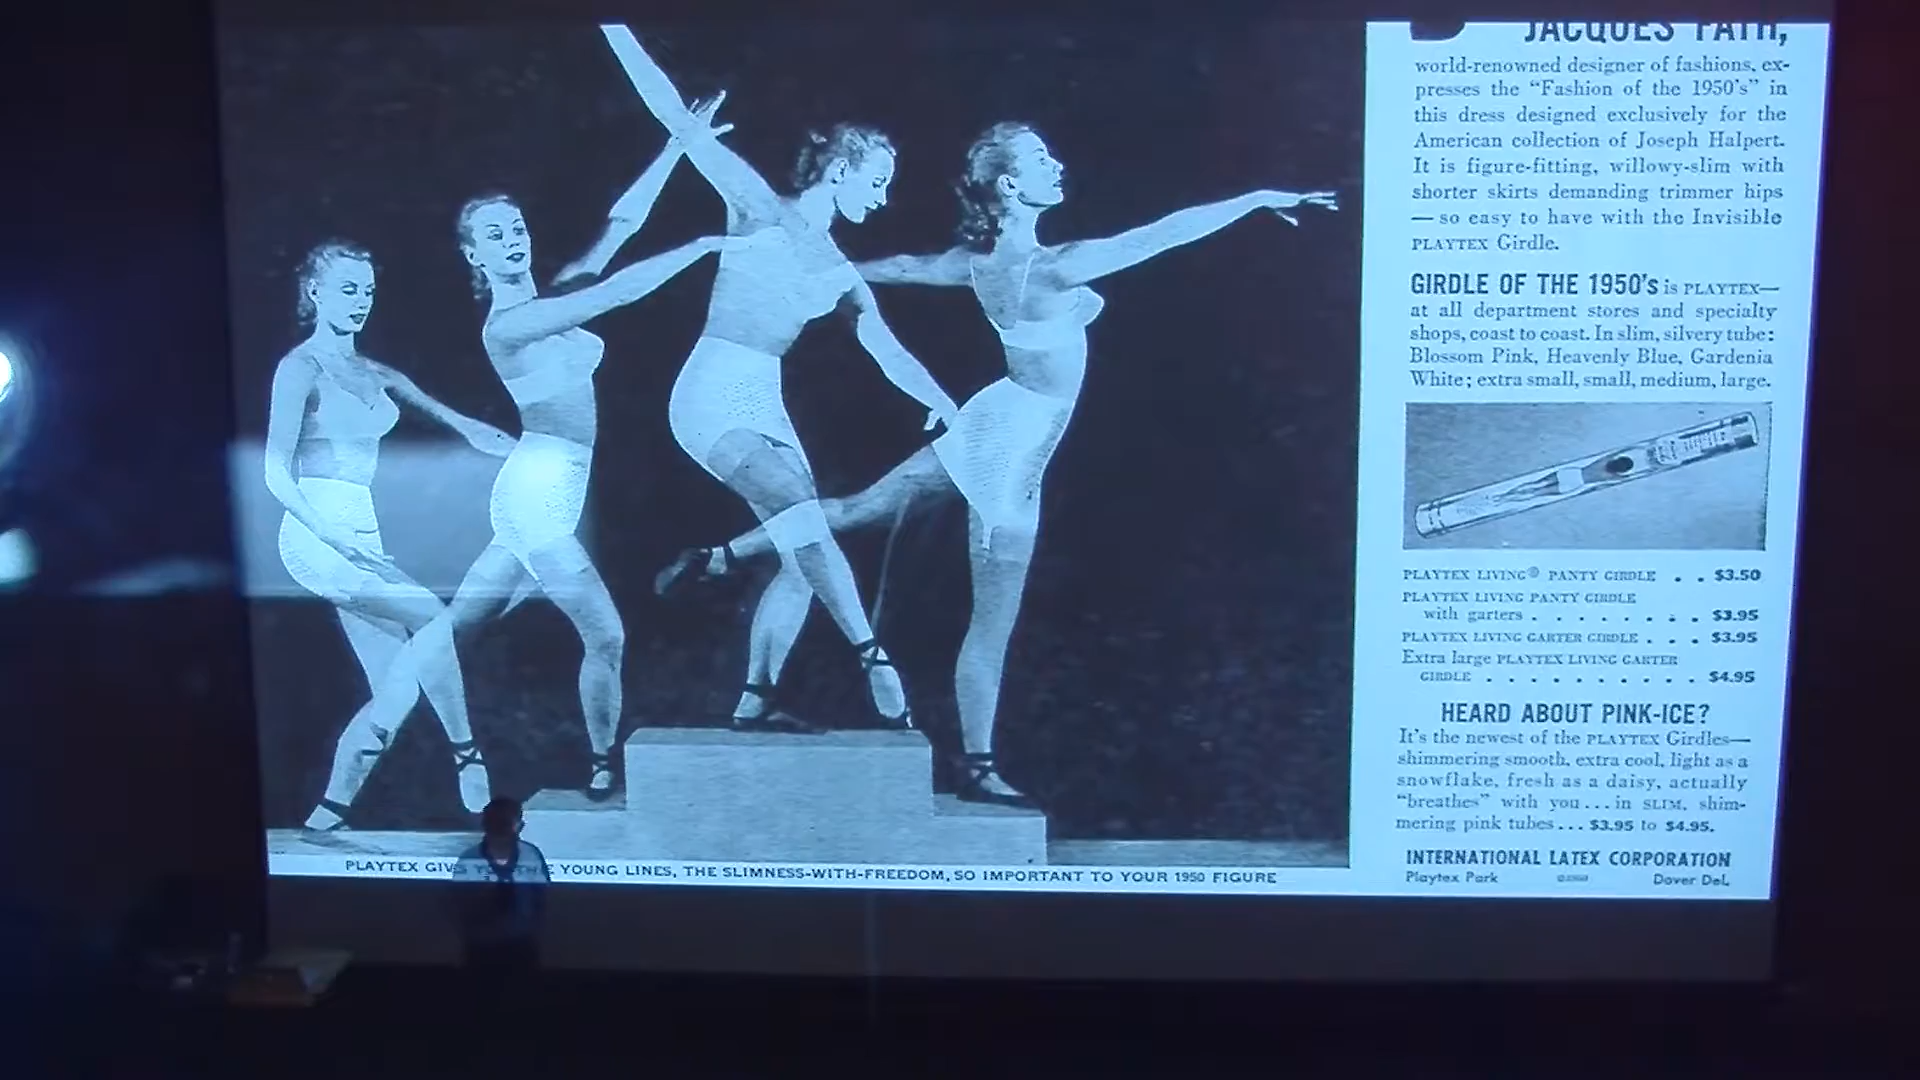 JACQUES FATH,
world-renowned designer of fashions, ex-
presses the “Fashion of the 1950's” in
this dress designed exclusively for the
American collection of Joseph Halpert.
It is figure-fitting, willowy-slim with
shorter skirts demanding trimmer hips
— so easy to have with the Invisible
PLAYTEX Girdle.
GIRDLE OF THE 1950's is PLAYTEX—
at all department stores and specialty
shops, coast to coast. In slim, silvery tube:
Blossom Pink, Heavenly Blue, Gardenia
White; extra small, small, medium, large.
PLAYTEX LIVING® PANTY GIRDLE . . $3.50
PLAYTEX LIVING PANTY GIRDLE
with garters . . . . . . . . $3.95
PLAYTEX LIVING GARTER GIRDLE . . . $3.95
Extra large PLAYTEX LIVING GARTER
GIRDLE . . . . . . . . . . $4.95
HEARD ABOUT PINK-ICE?
It's the newest of the PLAYTEX Girdles—
shimmering smooth, extra cool, light as a
snowflake, fresh as a daisy, actually
“breathes” with you...in SLIM, shim-
mering pink tubes... $3.95 to $4.95.
INTERNATIONAL LATEX CORPORATION
Playtex Park Dover Del.
PLAYTEX YOUNG LINES, THE SLIMNESS-WITH-FREEDOM, SO IMPORTANT TO YOUR 1950 FIGURE